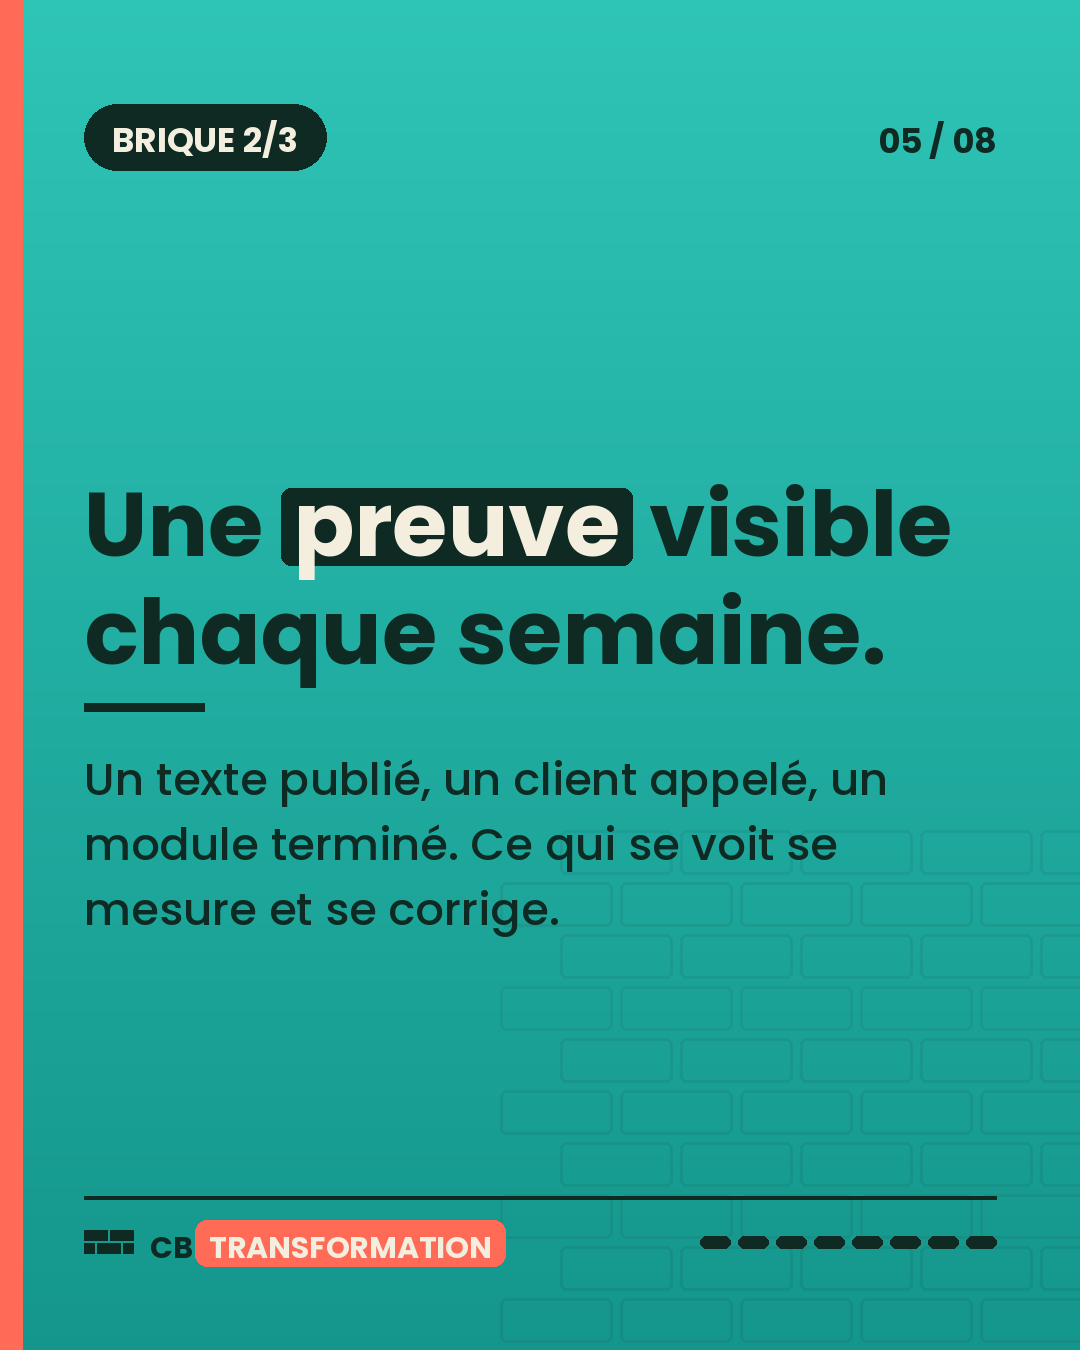 BRIQUE 2/3
05 / 08
Une preuve visible
chaque semaine.
Un texte publié, un client appelé, un
module terminé. Ce qui se voit se
mesure et se corrige.
CB TRANSFORMATION